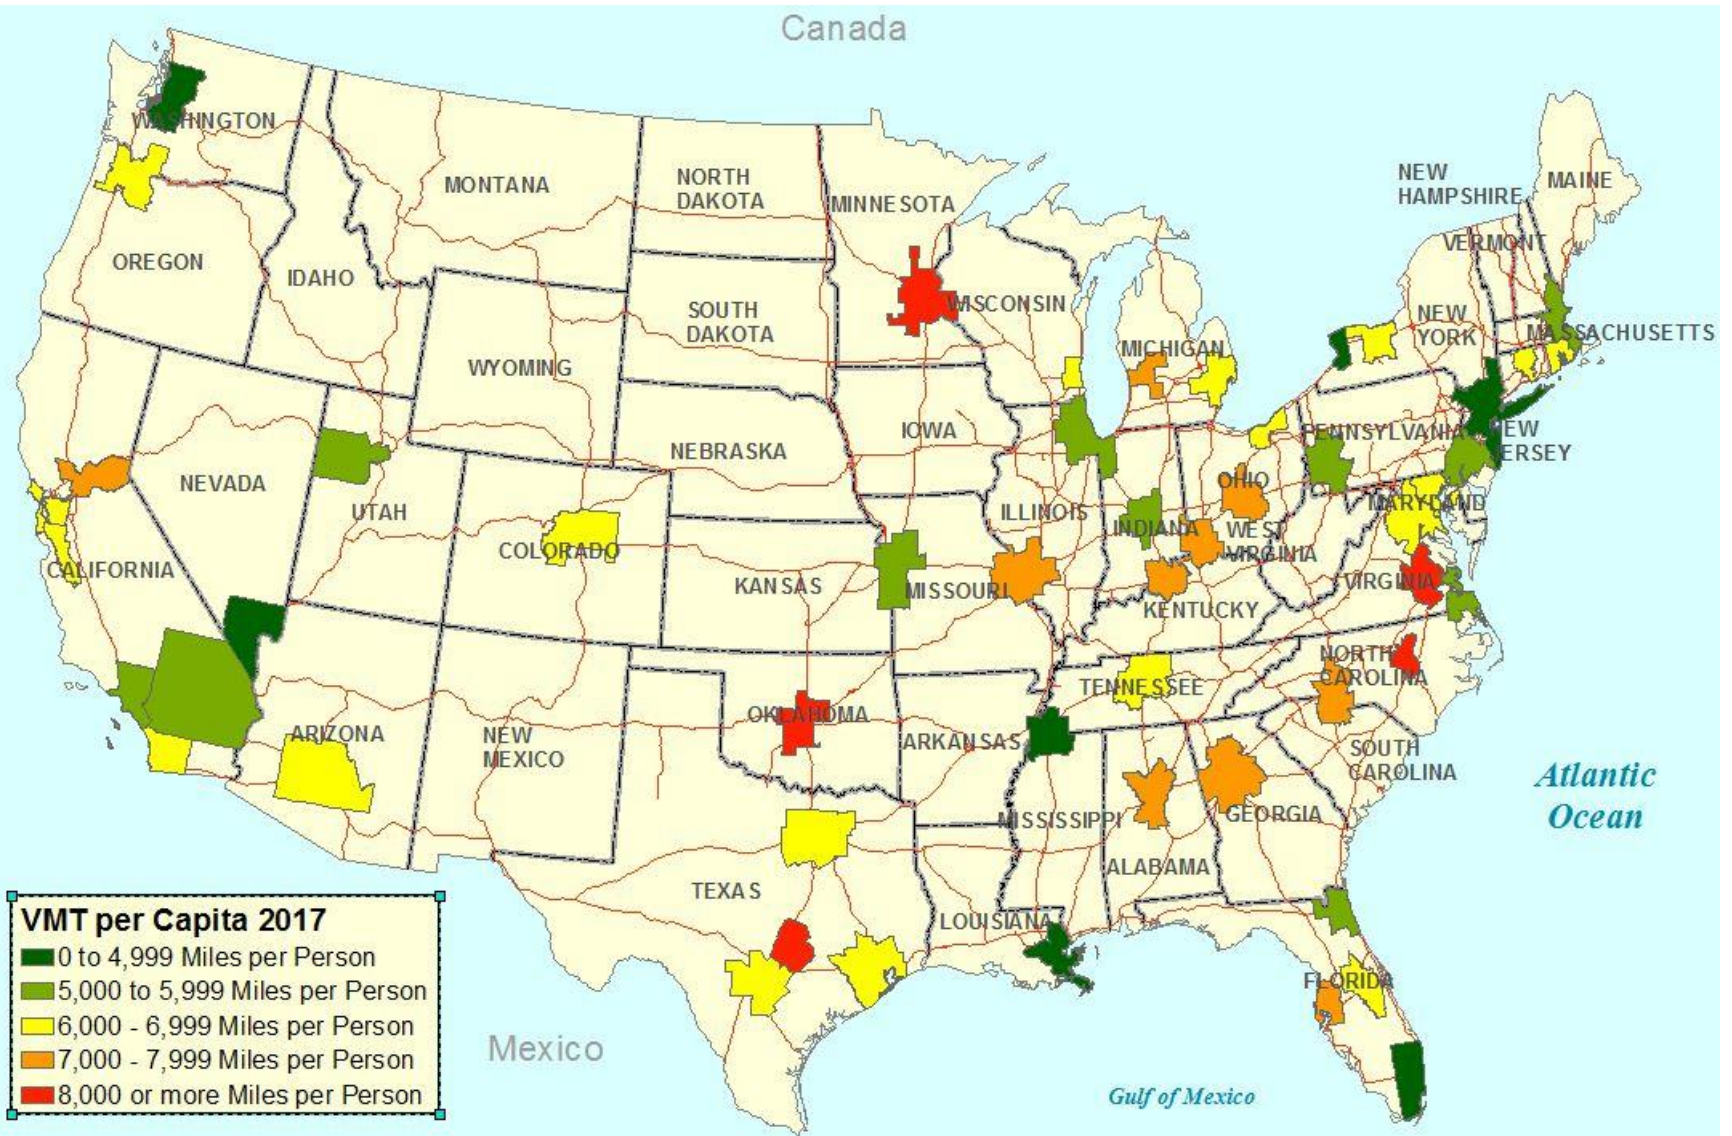 Canada
WASHINGTON
MONTANA
NORTH
DAKOTA
MINNESOTA
NEW
HAMPSHIRE
MAINE
VERMONT
OREGON
IDAHO
SOUTH
DAKOTA
WISCONSIN
NEW
YORK
MASSACHUSETTS
MICHIGAN
WYOMING
IOWA
PENNSYLVANIA
NEW
JERSEY
NEBRASKA
NEVADA
UTAH
OHIO
ILLINOIS
INDIANA
MARYLAND
WEST
VIRGINIA
COLORADO
CALIFORNIA
KANSAS
MISSOURI
VIRGINIA
KENTUCKY
NORTH
CAROLINA
TENNESSEE
OKLAHOMA
ARIZONA
NEW
MEXICO
ARKANSAS
SOUTH
CAROLINA
Atlantic
Ocean
MISSISSIPPI
GEORGIA
ALABAMA
TEXAS
LOUISIANA
FLORIDA
Mexico
Gulf of Mexico
VMT per Capita 2017
0 to 4,999 Miles per Person
5,000 to 5,999 Miles per Person
6,000 - 6,999 Miles per Person
7,000 - 7,999 Miles per Person
8,000 or more Miles per Person